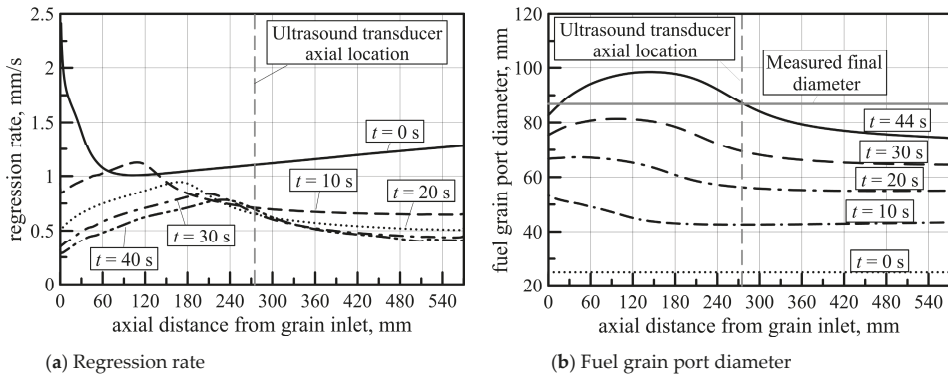 2.5
2
1.5
1
0.5
0
0 60 120 180 240 300 360 420 480 540
regression rate, mm/s
axial distance from grain inlet, mm
Ultrasound transducer
axial location
t = 0 s
t = 10 s
t = 20 s
t = 30 s
t = 40 s
(a) Regression rate
120
100
80
60
40
20
0 60 120 180 240 300 360 420 480 540
fuel grain port diameter, mm
axial distance from grain inlet, mm
Ultrasound transducer
axial location
Measured final
diameter
t = 44 s
t = 30 s
t = 20 s
t = 10 s
t = 0 s
(b) Fuel grain port diameter